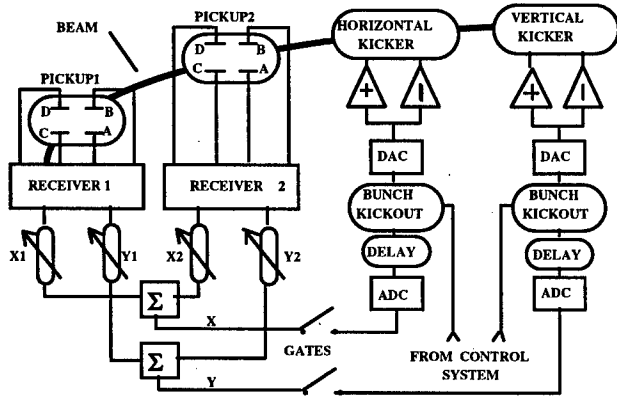 PICKUP2
BEAM
D B
C A
HORIZONTAL
KICKER
VERTICAL
KICKER
PICKUP1
D B
C A
+ −
+ −
DAC
DAC
RECEIVER 1
RECEIVER 2
BUNCH
KICKOUT
BUNCH
KICKOUT
X1
Y1
X2
Y2
DELAY
DELAY
Σ
ADC
ADC
X
GATES
FROM CONTROL
SYSTEM
Σ
Y